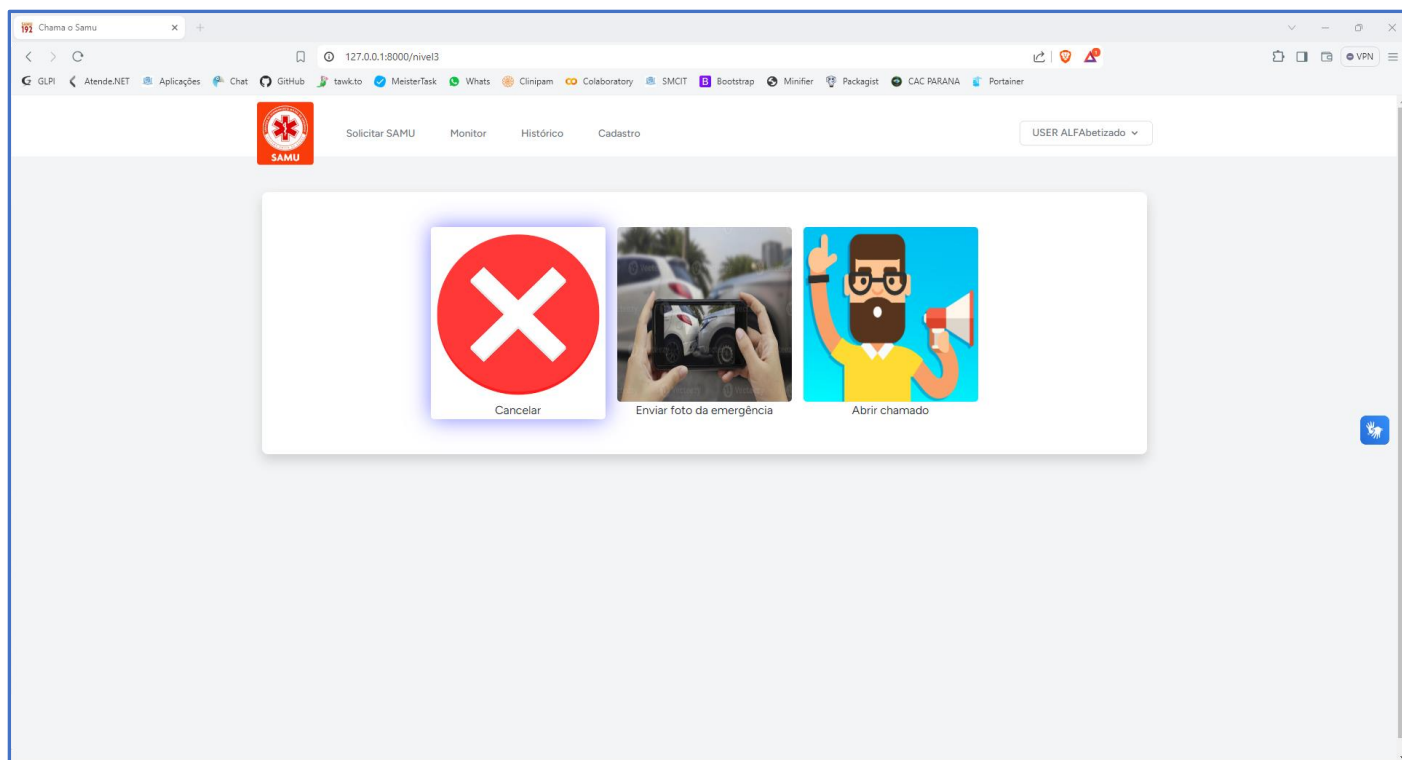 192 Chama o Samu
127.0.0.1:8000/nivel3
VPN
GLPI Atende.NET Aplicações Chat GitHub tawk.to MeisterTask Whats Clinipam Colaboratory SMCIT Bootstrap Minifier Packagist CAC PARANA Portainer
SAMU
Solicitar SAMU Monitor Histórico Cadastro
USER ALFAbetizado
Cancelar
Enviar foto da emergência
Abrir chamado